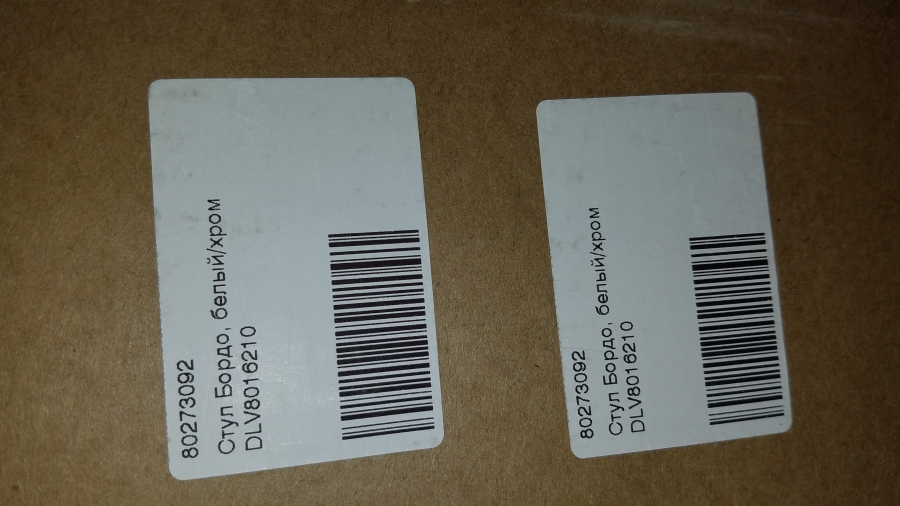 80273092
Стул Бордо, белый/хром
DLV8016210
80273092
Стул Бордо, белый/хром
DLV8016210